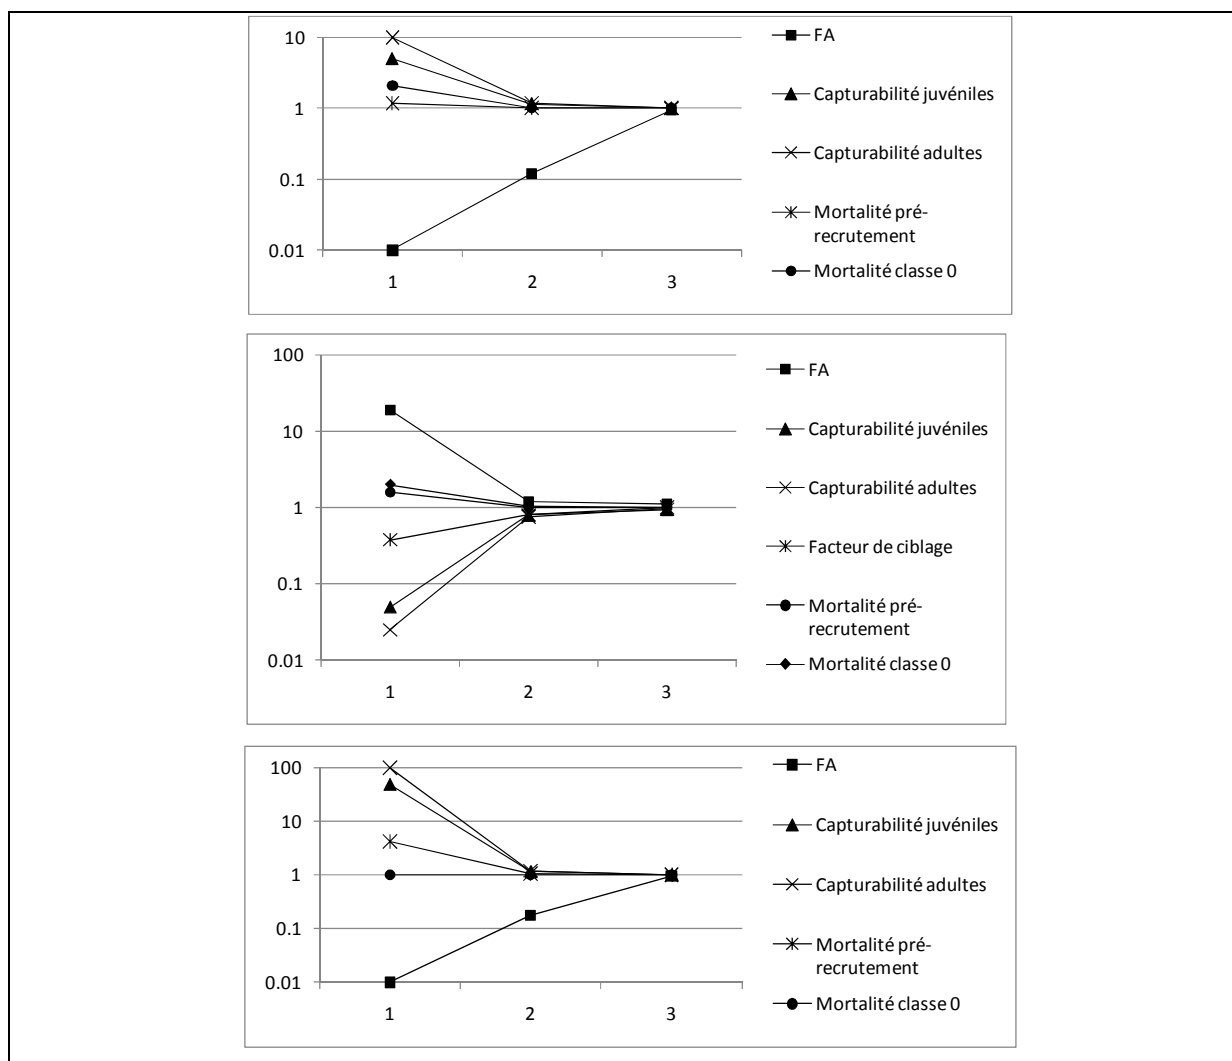 10
1
0.1
0.01
1 2 3
FA
Capturabilité juvéniles
Capturabilité adultes
Mortalité pré-
recrutement
Mortalité classe 0
100
10
1
0.1
0.01
1 2 3
FA
Capturabilité juvéniles
Capturabilité adultes
Facteur de ciblage
Mortalité pré-
recrutement
Mortalité classe 0
100
10
1
0.1
0.01
1 2 3
FA
Capturabilité juvéniles
Capturabilité adultes
Mortalité pré-
recrutement
Mortalité classe 0